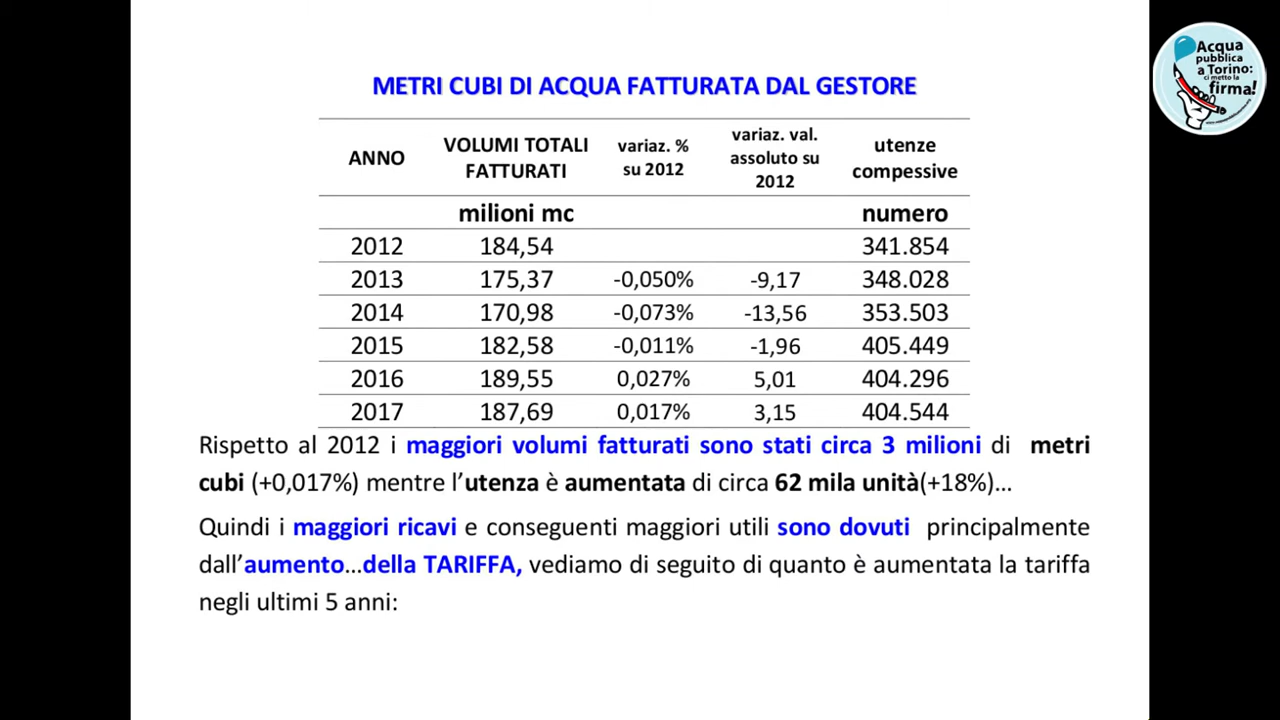 METRI CUBI DI ACQUA FATTURATA DAL GESTORE
ANNO VOLUMI TOTALI FATTURATI variaz. % su 2012 variaz. val. assoluto su 2012 utenze compessive
milioni mc numero
2012 184,54 341.854
2013 175,37 -0,050% -9,17 348.028
2014 170,98 -0,073% -13,56 353.503
2015 182,58 -0,011% -1,96 405.449
2016 189,55 0,027% 5,01 404.296
2017 187,69 0,017% 3,15 404.544
Rispetto al 2012 i maggiori volumi fatturati sono stati circa 3 milioni di metri
cubi (+0,017%) mentre l’utenza è aumentata di circa 62 mila unità(+18%)...
Quindi i maggiori ricavi e conseguenti maggiori utili sono dovuti principalmente
dall’aumento...della TARIFFA, vediamo di seguito di quanto è aumentata la tariffa
negli ultimi 5 anni:
Acqua
pubblica
a Torino:
ci metto la
firma!